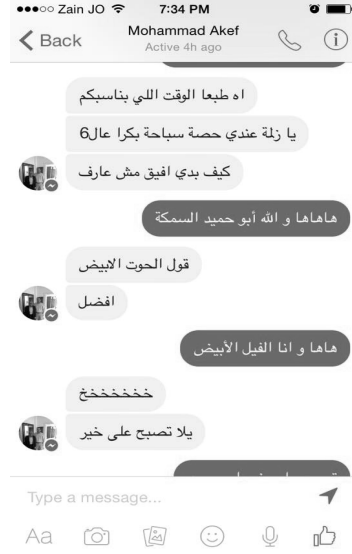 Zain JO 7:34 PM
Back
Mohammad Akef
Active 4h ago
اه طبعا الوقت اللي بناسبكم
يا زلمة عندي حصة سباحة بكرا عال6
كيف بدي افيق مش عارف
هاهاها و الله أبو حميد السمكة
قول الحوت الابيض
افضل
هاها و انا الفيل الأبيض
خخخخخخخ
يلا تصبح على خير
Type a message...
Aa